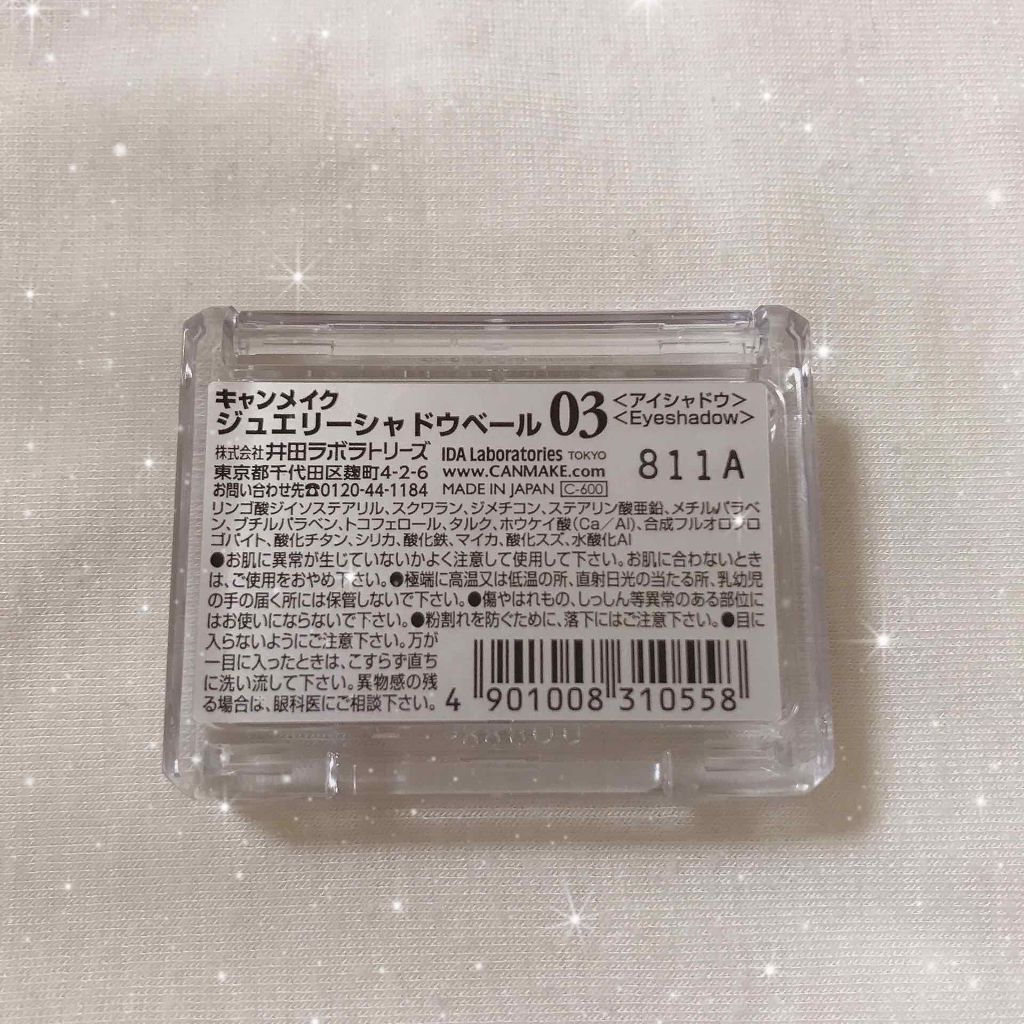 キャンメイク
ジュエリーシャドウベール 03 <アイシャドウ>
<Eyeshadow>
株式会社 井田ラボラトリーズ IDA Laboratories TOKYO
東京都千代田区麹町4-2-6 www.CANMAKE.com 811A
お問い合わせ先☎0120-44-1184 MADE IN JAPAN C-600
リンゴ酸ジイソステアリル、スクワラン、ジメチコン、ステアリン酸亜鉛、メチルパラベ
ン、ブチルパラベン、トコフェロール、タルク、ホウケイ酸(Ca/Al)、合成フルオロフロ
ゴパイト、酸化チタン、シリカ、酸化鉄、マイカ、酸化スズ、水酸化Al
●お肌に異常が生じていないかよく注意して使用して下さい。お肌に合わないとき
は、ご使用をおやめ下さい。●極端に高温又は低温の所、直射日光の当たる所、乳幼児
の手の届く所には保管しないで下さい。●傷やはれもの、しっしん等異常のある部位に
はお使いにならないで下さい。●粉割れを防ぐために、落下にはご注意下さい。●目に
入らないようにご注意下さい。万が
一目に入ったときは、こすらず直ち
に洗い流して下さい。異物感の残
る場合は、眼科医にご相談下さい。
4 901008 310558